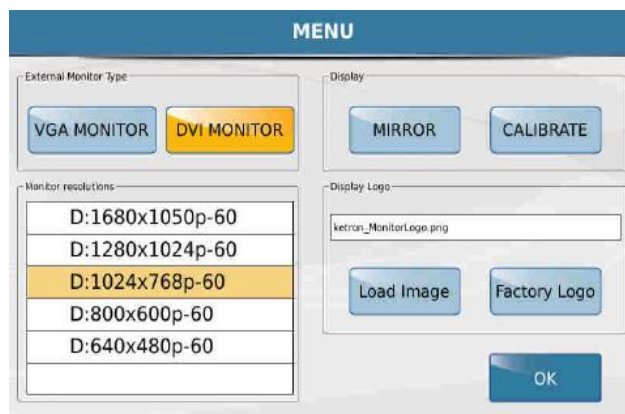 MENU
External Monitor Type
VGA MONITOR
DVI MONITOR
Display
MIRROR
CALIBRATE
Monitor resolutions
D:1680x1050p-60
D:1280x1024p-60
D:1024x768p-60
D:800x600p-60
D:640x480p-60
Display Logo
ketron_MonitorLogo.png
Load Image
Factory Logo
OK